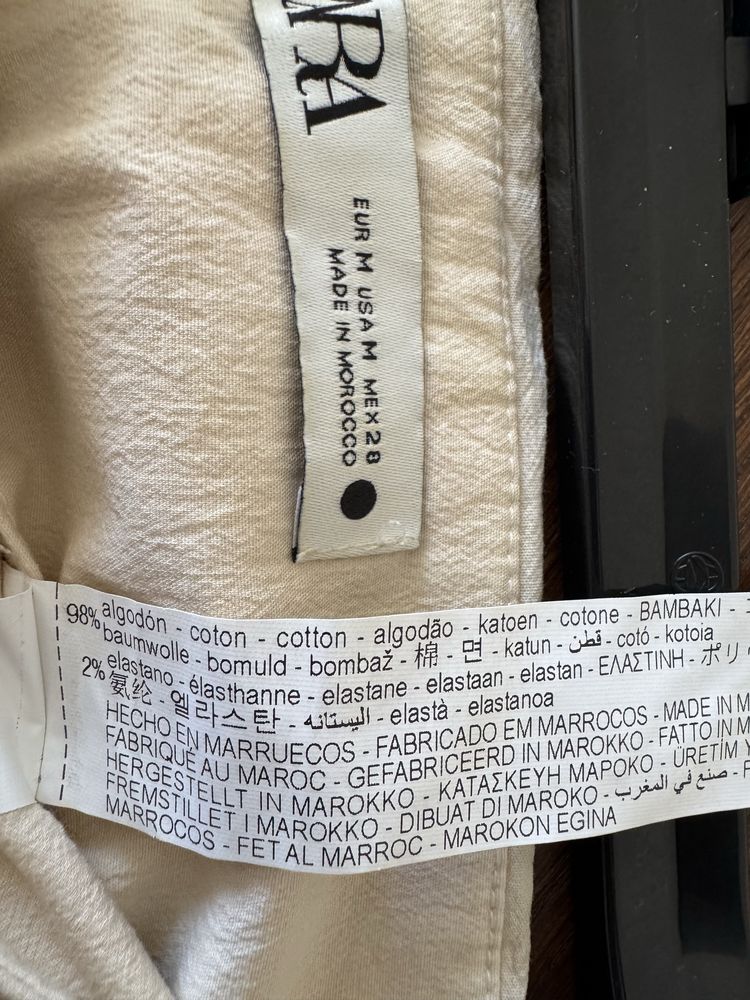 ZARA
EUR M USA M MEX 28
MADE IN MOROCCO
98% algodón - coton - cotton - algodão - katoen - cotone - ΒΑΜΒΑΚΙ -
baumwolle - bomuld - bombaž - 棉 - 면 - katun - قطن - cotó - kotoia
2% elastano - élasthanne - elastane - elastaan - elastan - ΕΛΑΣΤΙΝΗ - ポリ
氨纶 - 엘라스탄 - اليستانه - elastà - elastanoa
HECHO EN MARRUECOS - FABRICADO EM MARROCOS - MADE IN M
FABRIQUÉ AU MAROC - GEFABRICEERD IN MAROKKO - FATTO IN M
HERGESTELLT IN MAROKKO - ΚΑΤΑΣΚΕΥΗ ΜΑΡΟΚΟ - ÜRETİM Y
FREMSTILLET I MAROKKO - DIBUAT DI MAROKO - صنع في المغرب - F
MARROCOS - FET AL MARROC - MAROKON EGINA